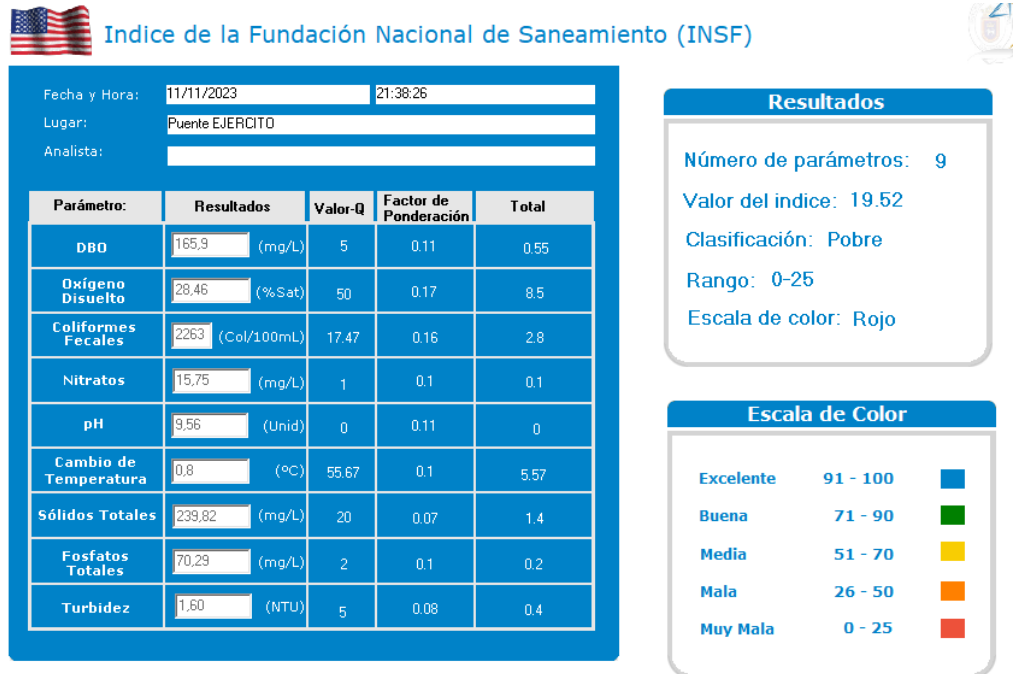 Indice de la Fundación Nacional de Saneamiento (INSF)
Fecha y Hora: 11/11/2023 21:38:26
Lugar: Puente EJERCITO
Analista:
Parámetro: Resultados Valor-Q Factor de Ponderación Total
DBO 165,9 (mg/L) 5 0.11 0.55
Oxígeno Disuelto 28,46 (%Sat) 50 0.17 8.5
Coliformes Fecales 2263 (Col/100mL) 17.47 0.16 2.8
Nitratos 15,75 (mg/L) 1 0.1 0.1
pH 9,56 (Unid) 0 0.11 0
Cambio de Temperatura 0,8 (ºC) 55.67 0.1 5.57
Sólidos Totales 239,82 (mg/L) 20 0.07 1.4
Fosfatos Totales 70,29 (mg/L) 2 0.1 0.2
Turbidez 1,60 (NTU) 5 0.08 0.4
Resultados
Número de parámetros: 9
Valor del indice: 19.52
Clasificación: Pobre
Rango: 0-25
Escala de color: Rojo
Escala de Color
Excelente 91 - 100
Buena 71 - 90
Media 51 - 70
Mala 26 - 50
Muy Mala 0 - 25